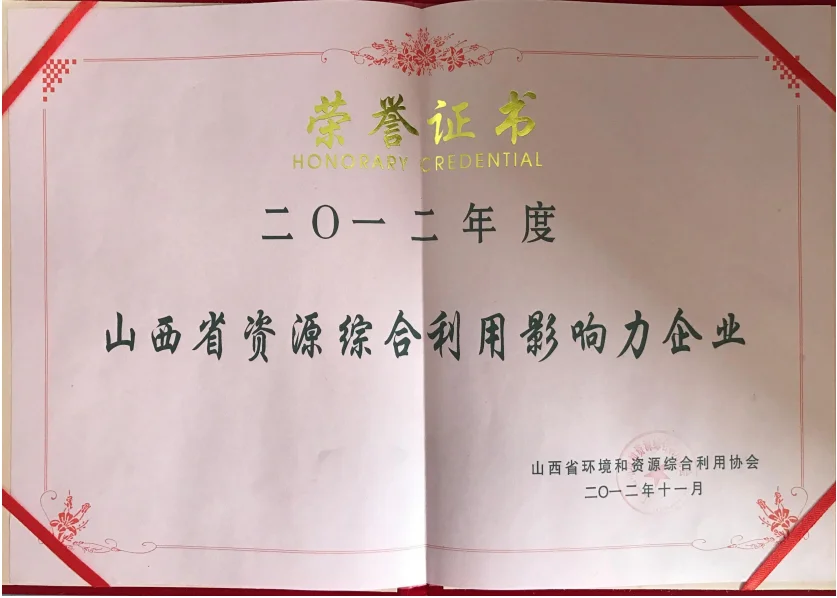 荣誉证书
HONORARY CREDENTIAL
二〇一二年度
山西省资源综合利用影响力企业
山西省环境和资源综合利用协会
二〇一二年十一月